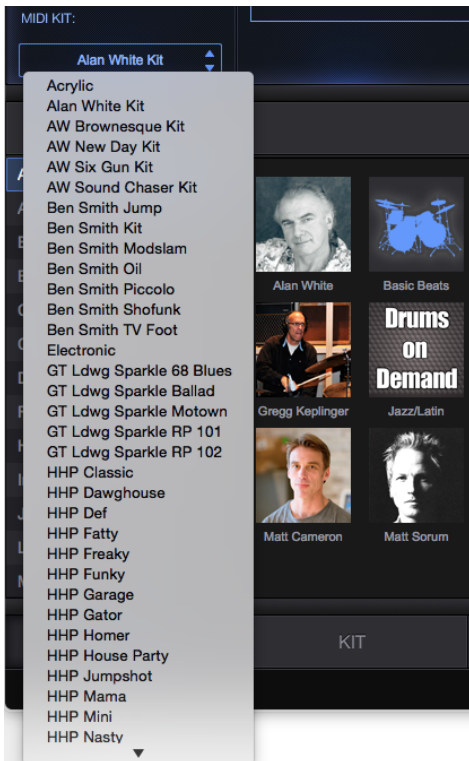 MIDI KIT:
Alan White Kit
Acrylic
Alan White Kit
AW Brownesque Kit
AW New Day Kit
AW Six Gun Kit
AW Sound Chaser Kit
Ben Smith Jump
Ben Smith Kit
Ben Smith Modslam
Ben Smith Oil
Ben Smith Piccolo
Ben Smith Shofunk
Ben Smith TV Foot
Electronic
GT Ldwg Sparkle 68 Blues
GT Ldwg Sparkle Ballad
GT Ldwg Sparkle Motown
GT Ldwg Sparkle RP 101
GT Ldwg Sparkle RP 102
HHP Classic
HHP Dawghouse
HHP Def
HHP Fatty
HHP Freaky
HHP Funky
HHP Garage
HHP Gator
HHP Homer
HHP House Party
HHP Jumpshot
HHP Mama
HHP Mini
HHP Nasty
Alan White
Basic Beats
Drums
on
Demand
Gregg Keplinger
Jazz/Latin
Matt Cameron
Matt Sorum
KIT